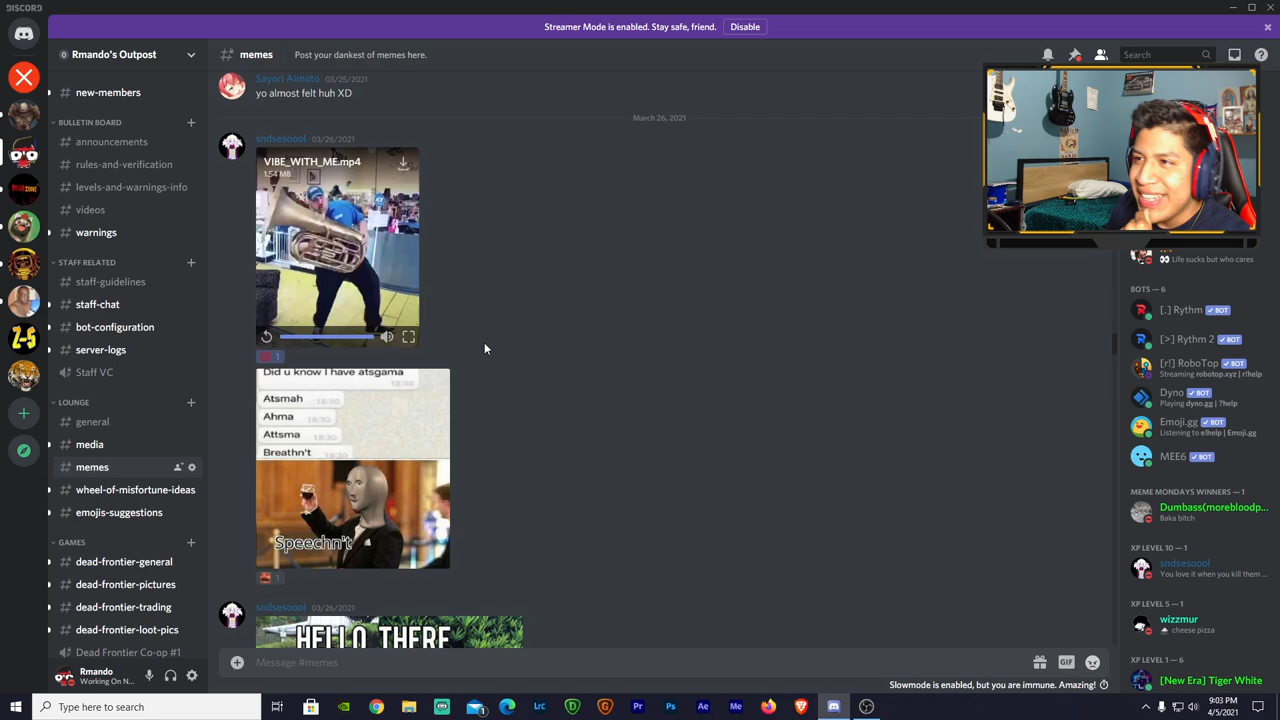 DISCORD
Streamer Mode is enabled. Stay safe, friend.
Disable
Rmando's Outpost
# memes
Post your dankest of memes here.
Search
# new-members
BULLETIN BOARD
# announcements
# rules-and-verification
# levels-and-warnings-info
# videos
# warnings
STAFF RELATED
# staff-guidelines
# staff-chat
# bot-configuration
# server-logs
Staff VC
LOUNGE
# general
# media
# memes
# wheel-of-misfortune-ideas
# emojis-suggestions
GAMES
# dead-frontier-general
# dead-frontier-pictures
# dead-frontier-trading
# dead-frontier-loot-pics
Dead Frontier Co-op #1
Rmando
Working On N...
Z-5
Sayori Aimoto 03/25/2021
yo almost felt huh XD
March 26, 2021
sndsesoool 03/26/2021
VIBE_WITH_ME.mp4
1.54 MB
1
Did u know I have atsgama
18:30
Atsmah 18:30
Ahma 18:30
Attsma 18:30
Breathn't 18:30
Speechn't
1
sndsesoool 03/26/2021
HELLO THERE
Message #memes
GIF
Slowmode is enabled, but you are immune. Amazing!
Life sucks but who cares
BOTS — 6
[.] Rythm ✔ BOT
[>] Rythm 2 ✔ BOT
[r!] RoboTop ✔ BOT
Streaming robotop.xyz | r!help
Dyno ✔ BOT
Playing dyno.gg | ?help
Emoji.gg ✔ BOT
Listening to e!help | Emoji.gg
MEE6 ✔ BOT
MEME MONDAYS WINNERS — 1
Dumbass(morebloodp...
Baka bitch
XP LEVEL 10 — 1
sndsesoool
You love it when you kill them ...
XP LEVEL 5 — 1
wizzmur
cheese pizza
XP LEVEL 1 — 6
[New Era] Tiger White
Type here to search
Lrc
Pr
Ps
Ae
Me
9:03 PM
4/5/2021